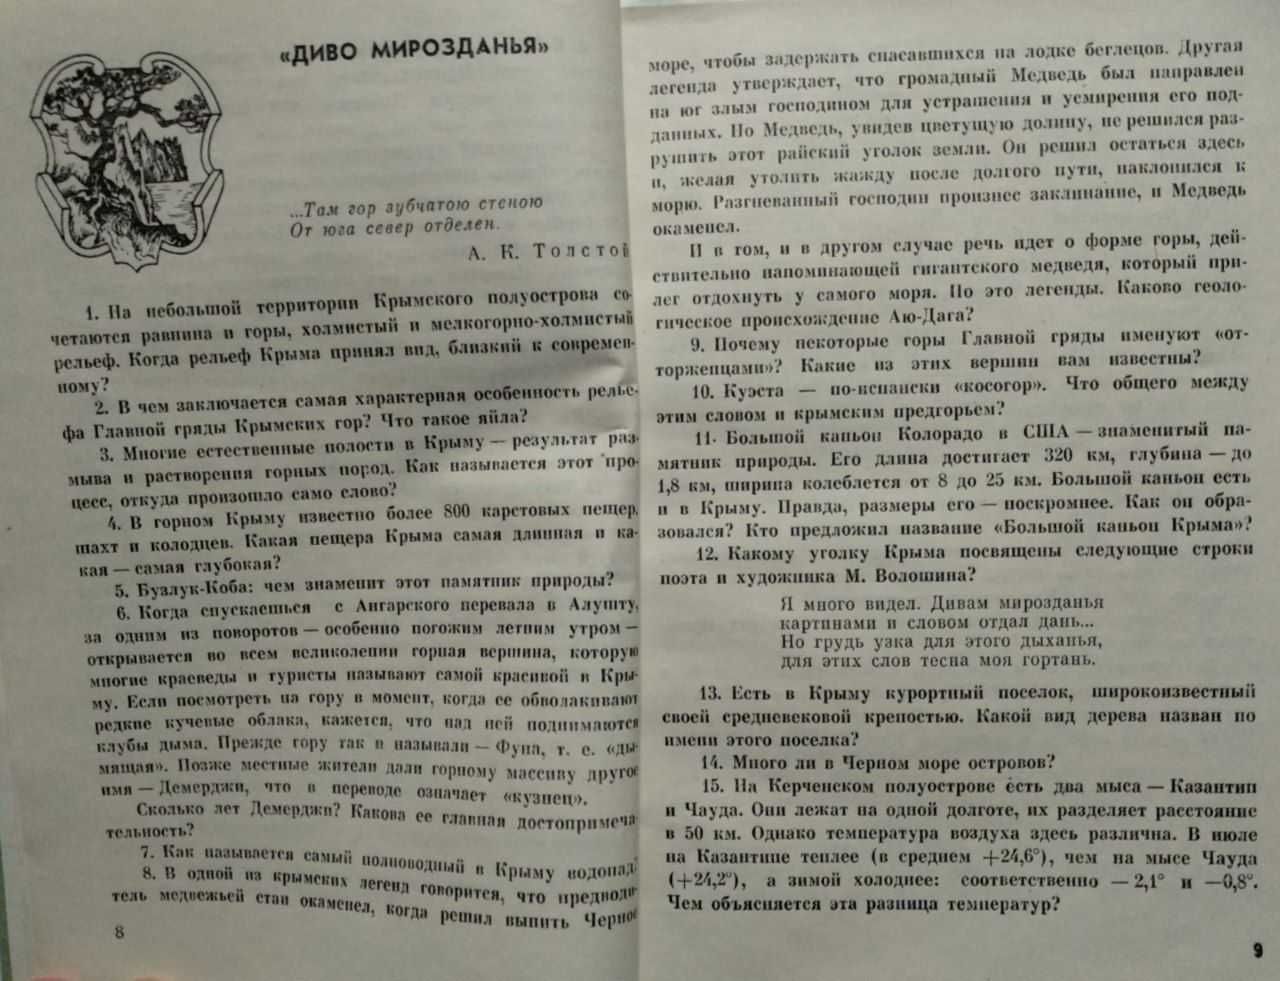 «ДИВО МИРОЗДАНЬЯ»
...Там гор зубчатою стеною
От юга север отделен.
А. К. Толстой
1. На небольшой территории Крымского полуострова со-
четаются равнина и горы, холмистый и мелкогорно-холмистый
рельеф. Когда рельеф Крыма принял вид, близкий к современ-
ному?
2. В чем заключается самая характерная особенность релье-
фа Главной гряды Крымских гор? Что такое яйла?
3. Многие естественные полости в Крыму — результат раз-
мыва и растворения горных пород. Как называется этот про-
цесс, откуда произошло само слово?
4. В горном Крыму известно более 800 карстовых пещер,
шахт и колодцев. Какая пещера Крыма самая длинная и ка-
кая — самая глубокая?
5. Бузлук-Коба: чем знаменит этот памятник природы?
6. Когда спускаешься с Ангарского перевала в Алушту,
за одним из поворотов — особенно погожим летним утром —
открывается во всем великолепии горная вершина, которую
многие краеведы и туристы называют самой красивой в Кры-
му. Если посмотреть на гору в момент, когда ее обволакивают
редкие кучевые облака, кажется, что над ней поднимаются
клубы дыма. Прежде гору так и называли — Фуна, т. е. «ды-
мящая». Позже местные жители дали горному массиву другое
имя — Демерджи, что в переводе означает «кузнец».
Сколько лет Демерджи? Какова ее главная достопримеча-
тельность?
7. Как называется самый полноводный в Крыму водопад?
8. В одной из крымских легенд говорится, что предводи-
тель медвежьей стаи окаменел, когда решил выпить Черное
8
море, чтобы задержать спасавшихся на лодке беглецов. Другая
легенда утверждает, что громадный Медведь был направлен
на юг злым господином для устрашения и усмирения его под-
данных. Но Медведь, увидев цветущую долину, не решился раз-
рушить этот райский уголок земли. Он решил остаться здесь
и, желая утолить жажду после долгого пути, наклонился к
морю. Разгневанный господин произнес заклинание, и Медведь
окаменел.
И в том, и в другом случае речь идет о форме горы, дей-
ствительно напоминающей гигантского медведя, который при-
лег отдохнуть у самого моря. Но это легенды. Каково геоло-
гическое происхождение Аю-Дага?
9. Почему некоторые горы Главной гряды именуют «от-
торженцами»? Какие из этих вершин вам известны?
10. Куэста — по-испански «косогор». Что общего между
этим словом и крымским предгорьем?
11. Большой каньон Колорадо в США — знаменитый па-
мятник природы. Его длина достигает 320 км, глубина — до
1,8 км, ширина колеблется от 8 до 25 км. Большой каньон есть
и в Крыму. Правда, размеры его — поскромнее. Как он обра-
зовался? Кто предложил название «Большой каньон Крыма»?
12. Какому уголку Крыма посвящены следующие строки
поэта и художника М. Волошина?
Я много видел. Дивам мирозданья
картинами и словом отдал дань...
Но грудь узка для этого дыханья,
для этих слов тесна моя гортань.
13. Есть в Крыму курортный поселок, широкоизвестный
своей средневековой крепостью. Какой вид дерева назван по
имени этого поселка?
14. Много ли в Черном море островов?
15. На Керченском полуострове есть два мыса — Казантип
и Чауда. Они лежат на одной долготе, их разделяет расстояние
в 50 км. Однако температура воздуха здесь различна. В июле
на Казантипе теплее (в среднем +24,6°), чем на мысе Чауда
(+24,2°), а зимой холоднее: соответственно — 2,1° и —0,8°.
Чем объясняется эта разница температур?
9